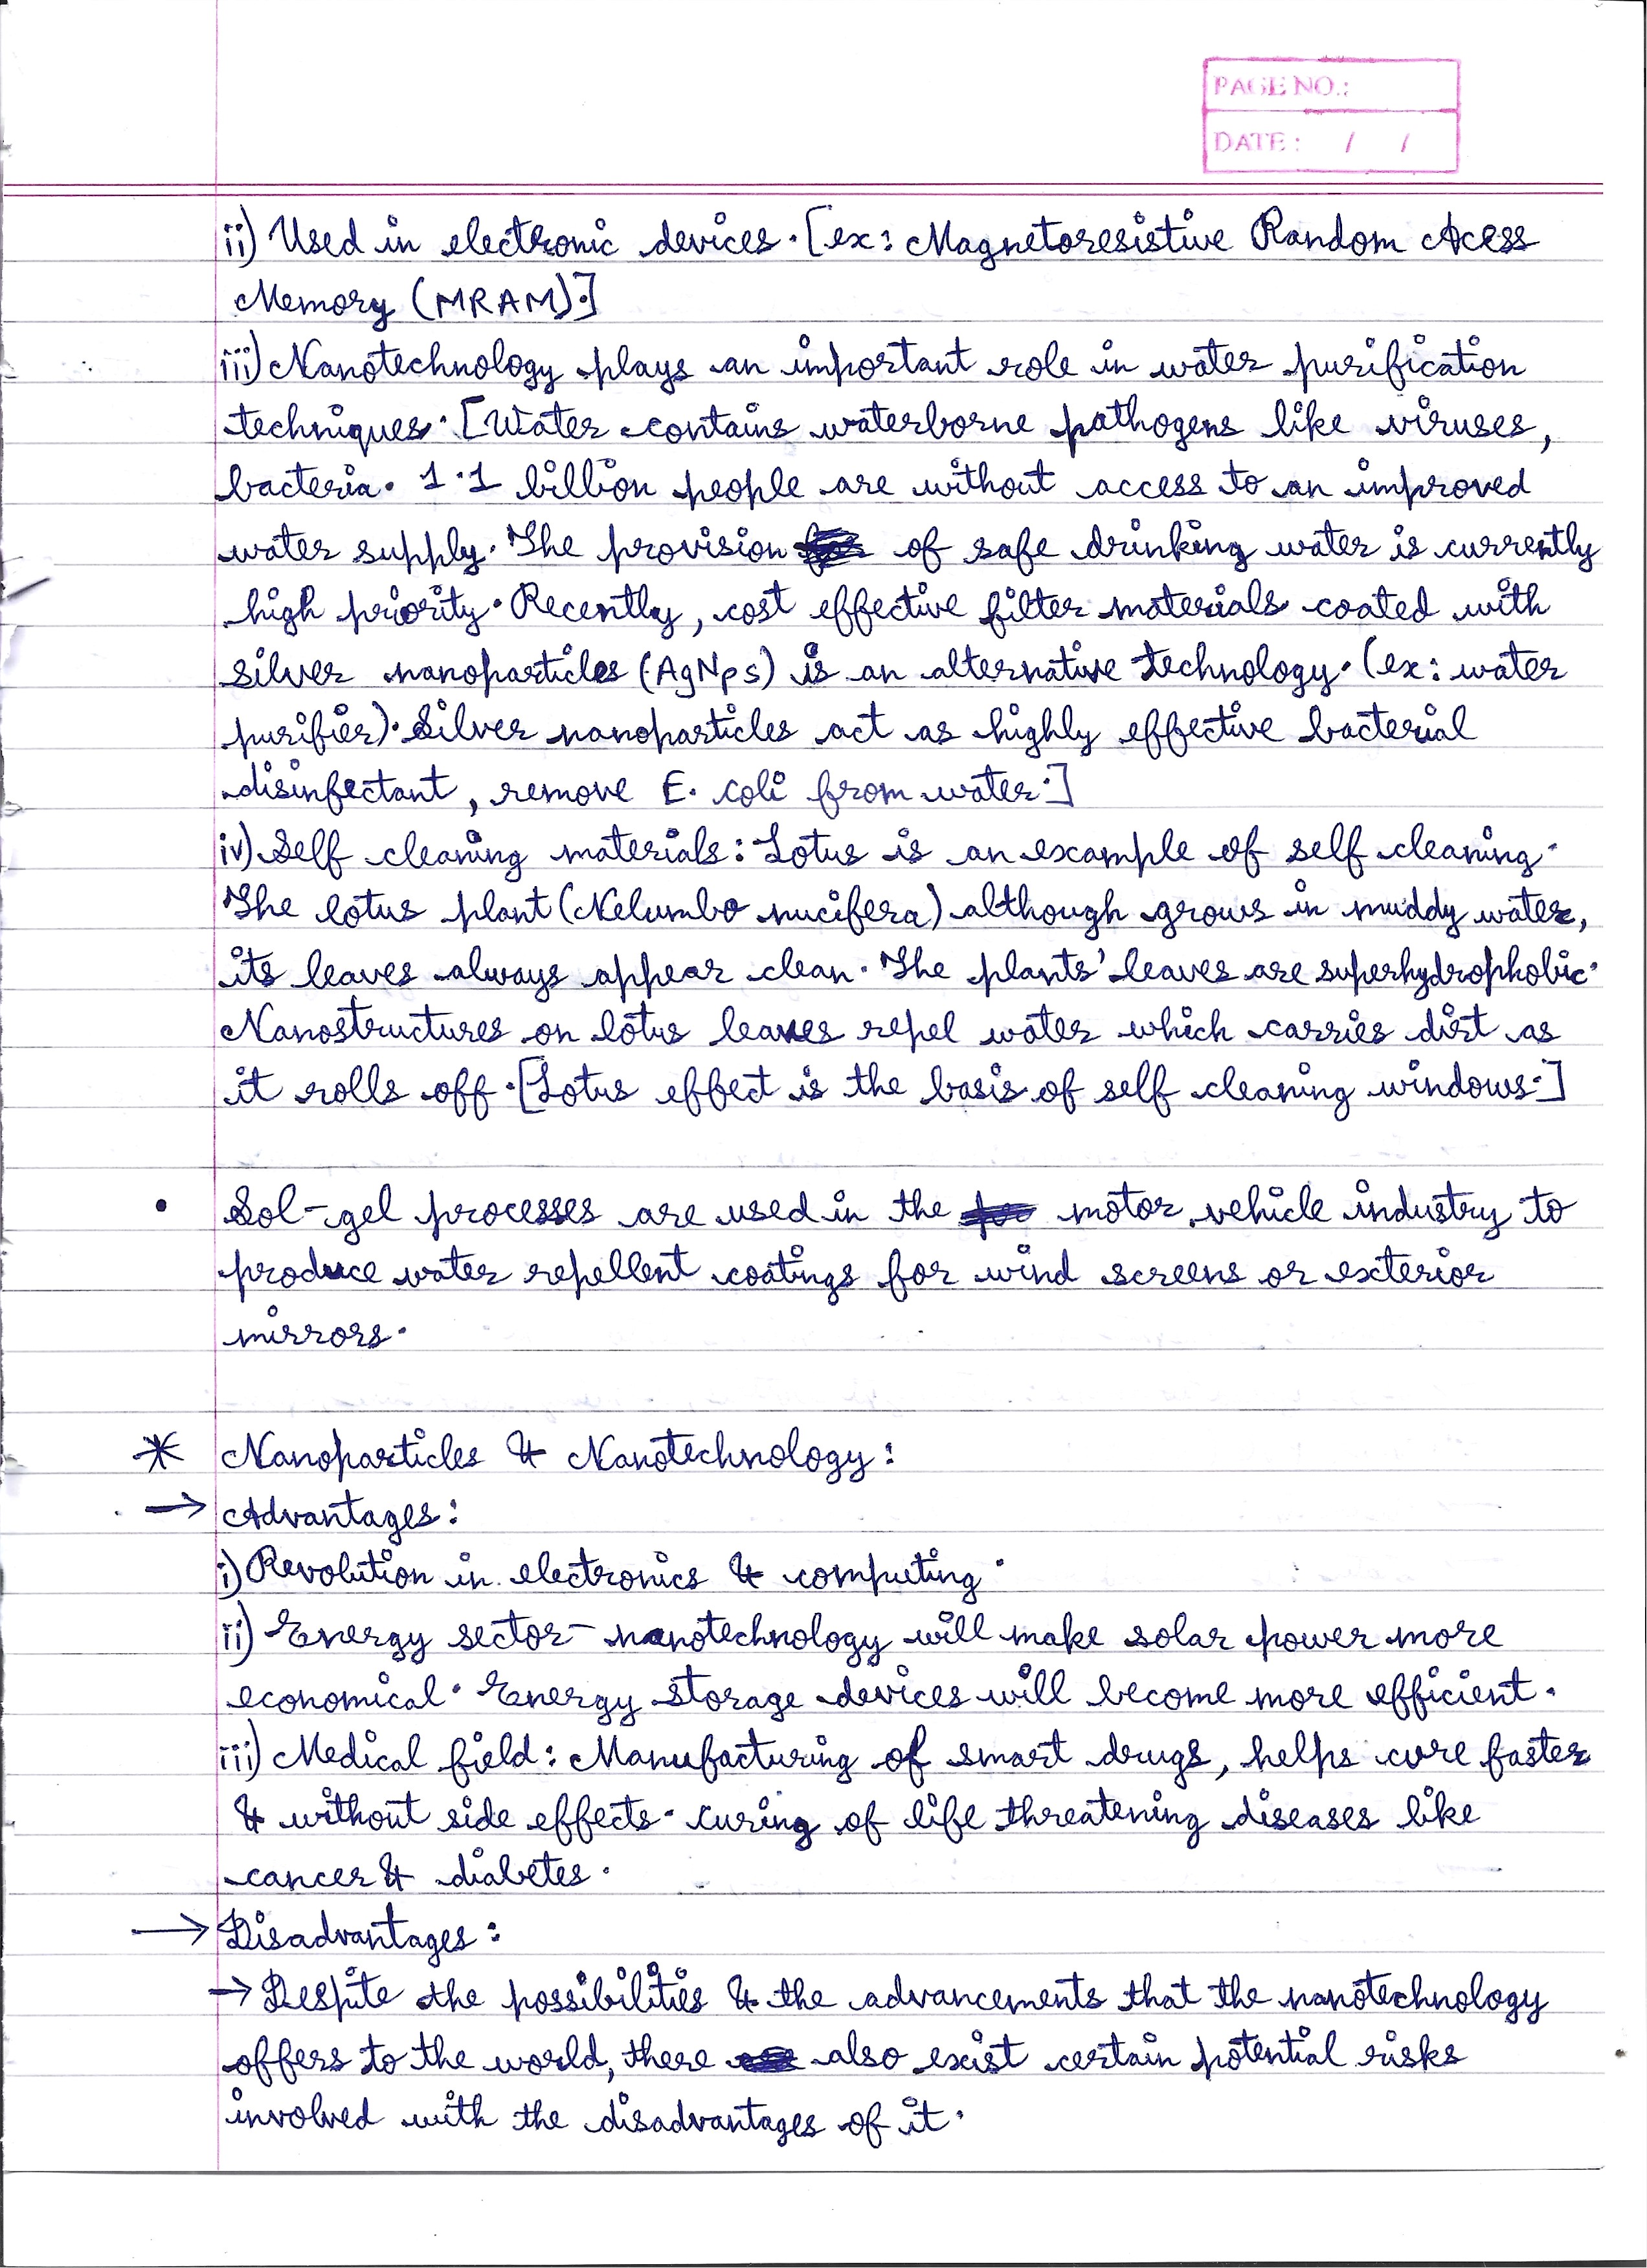 PAGE NO.:
DATE : / /
ii) Used in electronic devices. [ex: Magnetoresistive Random Acess
Memory (MRAM).]
iii) Nanotechnology plays an important role in water purification
techniques. [Water contains waterborne pathogens like viruses,
bacteria. 1.1 billion people are without access to an improved
water supply. The provision of safe drinking water is currently
high priority. Recently, cost effective filter materials coated with
silver nanoparticles (AgNps) is an alternative technology. (ex: water
purifier). Silver nanoparticles act as highly effective bacterial
disinfectant, remove E. coli from water.]
iv) Self cleaning materials: Lotus is an example of self cleaning.
The lotus plant (Nelumbo nucifera) although grows in muddy water,
its leaves always appear clean. The plants' leaves are superhydrophobic.
Nanostructures on lotus leaves repel water which carries dirt as
it rolls off. [Lotus effect is the basis of self cleaning windows.]
• Sol-gel processes are used in the motor vehicle industry to
produce water repellent coatings for wind screens or exterior
mirrors.
* Nanoparticles & Nanotechnology:
→ Advantages:
i) Revolution in electronics & computing.
ii) Energy sector - nanotechnology will make solar power more
economical. Energy storage devices will become more efficient.
iii) Medical field: Manufacturing of smart drugs, helps cure faster
& without side effects. curing of life threatening diseases like
cancer & diabetes.
→ Disadvantages:
→ Despite the possibilities & the advancements that the nanotechnology
offers to the world, there also exist certain potential risks
involved with the disadvantages of it.